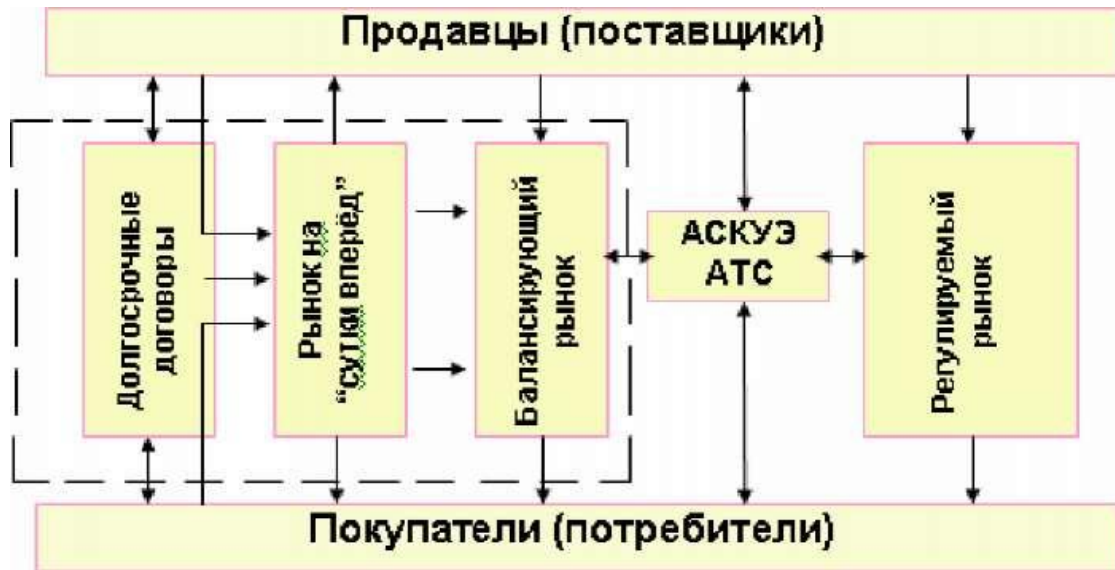 Продавцы (поставщики)
Долгосрочные
договоры
Рынок на
“сутки вперёд”
Балансирующий
рынок
АСКУЭ
АТС
Регулируемый
рынок
Покупатели (потребители)